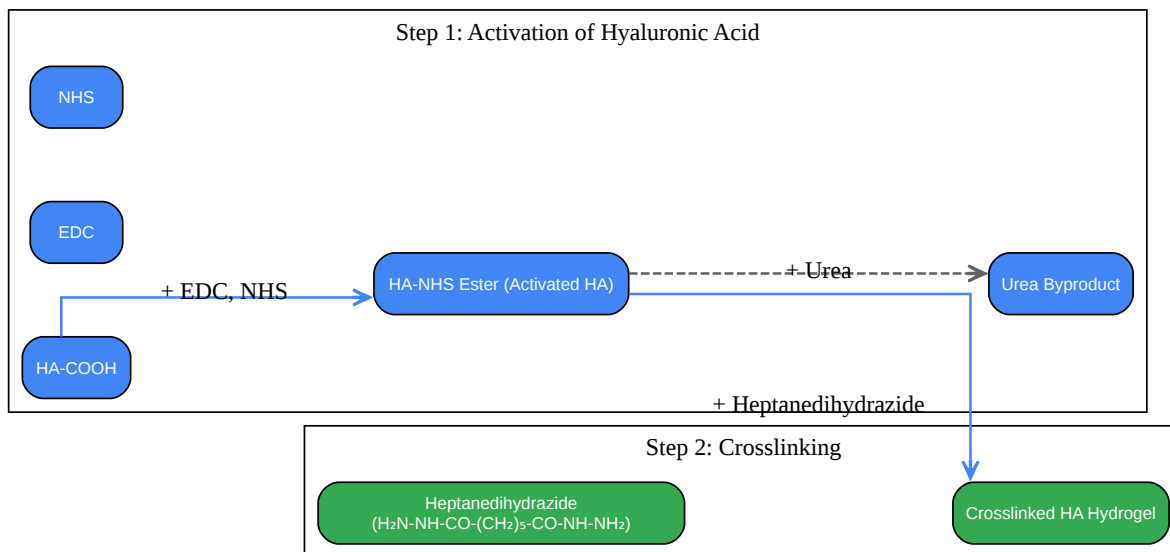 Step 1: Activation of Hyaluronic Acid
NHS
EDC
HA-NHS Ester (Activated HA)
+ Urea
Urea Byproduct
+ EDC, NHS
HA-COOH
+ Heptanedihydrazide
Step 2: Crosslinking
Heptanedihydrazide
(H₂N-NH-CO-(CH₂)₅-CO-NH-NH₂)
Crosslinked HA Hydrogel